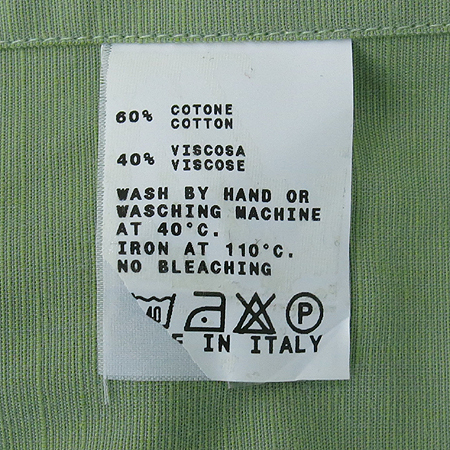 60% COTONE
COTTON
40% VISCOSA
VISCOSE
WASH BY HAND OR
WASCHING MACHINE
AT 40°C.
IRON AT 110°C.
NO BLEACHING
40 P
IN ITALY